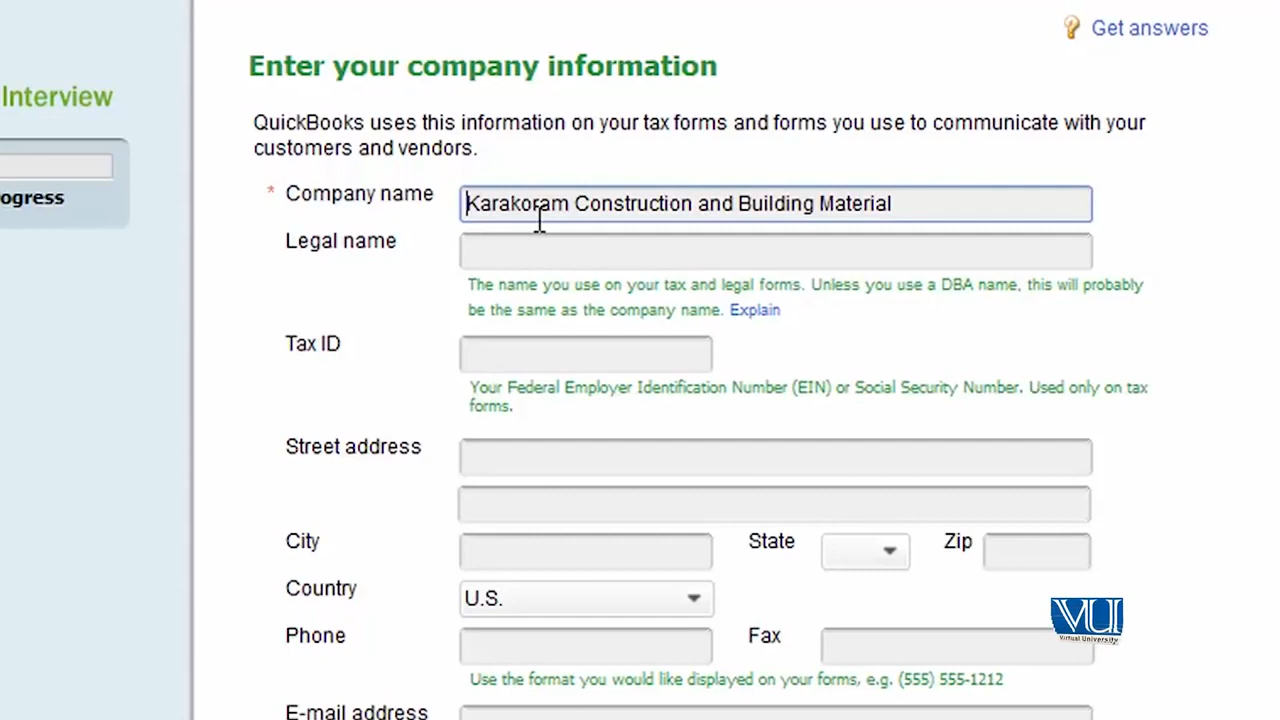 Get answers
Enter your company information
Interview
QuickBooks uses this information on your tax forms and forms you use to communicate with your
customers and vendors.
ogress
* Company name Karakoram Construction and Building Material
Legal name
The name you use on your tax and legal forms. Unless you use a DBA name, this will probably
be the same as the company name. Explain
Tax ID
Your Federal Employer Identification Number (EIN) or Social Security Number. Used only on tax
forms.
Street address
City State Zip
Country U.S.
Phone Fax
Use the format you would like displayed on your forms, e.g. (555) 555-1212
E-mail address
VU
Virtual University